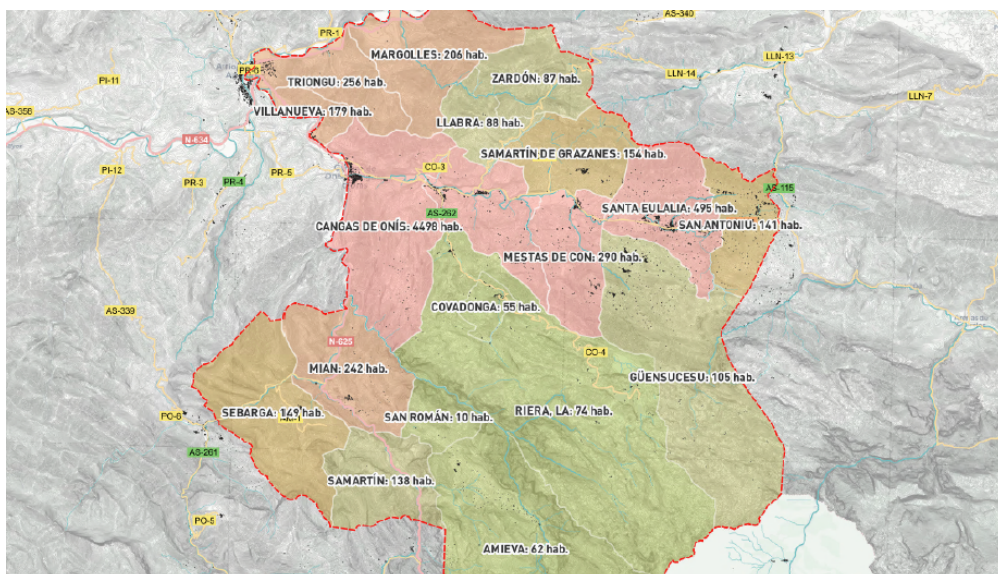 AS-340
PR-1
MARGOLLES: 206 hab.
LLN-13
PR-
LLN-14
ZARDÓN: 87 hab.
PI-11
TRIONGU: 256 hab.
LLN-7
AS-358
VILLANUEVA: 179 hab.
LLABRA: 88 hab.
N-634
SAMARTÍN DE GRAZANES: 154 hab.
PI-12
PR-3
PR-4
PR-5
CO-3
AS-115
AS-262
SANTA EULALIA: 495 hab.
CANGAS DE ONÍS: 4498 hab.
SAN ANTONIU: 141 hab.
MESTAS DE CON: 290 hab.
COVADONGA: 55 hab.
AS-339
N-625
CO-4
MIAN: 242 hab.
GÜENSUCESU: 105 hab.
PO-6
SEBARGA: 149 hab.
SAN ROMÁN: 10 hab.
RIERA, LA: 74 hab.
AS-261
SAMARTÍN: 138 hab.
PO-5
AMIEVA: 62 hab.